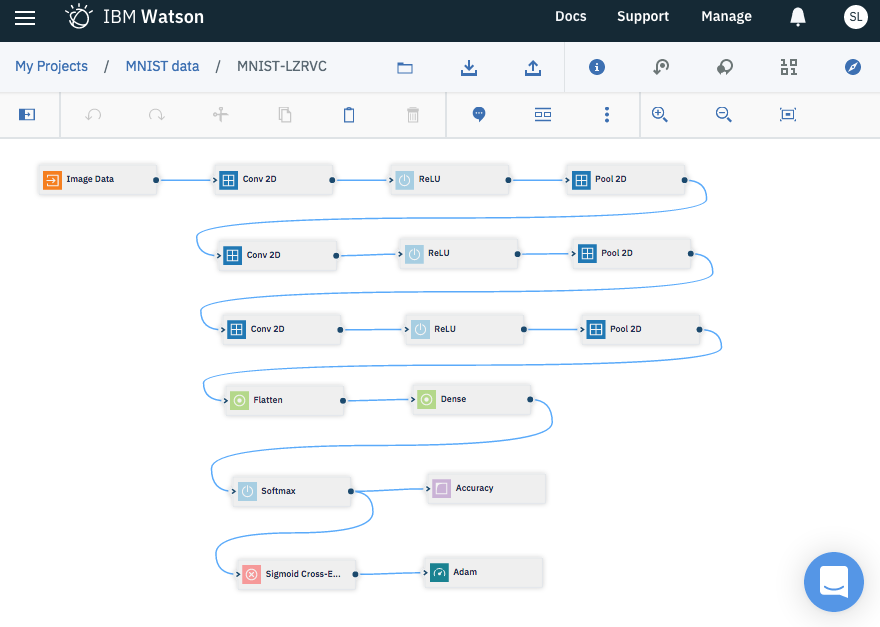 IBM Watson
Docs
Support
Manage
SL
My Projects / MNIST data / MNIST-LZRVC
Image Data
Conv 2D
ReLU
Pool 2D
Conv 2D
ReLU
Pool 2D
Conv 2D
ReLU
Pool 2D
Flatten
Dense
Softmax
Accuracy
Sigmoid Cross-E...
Adam